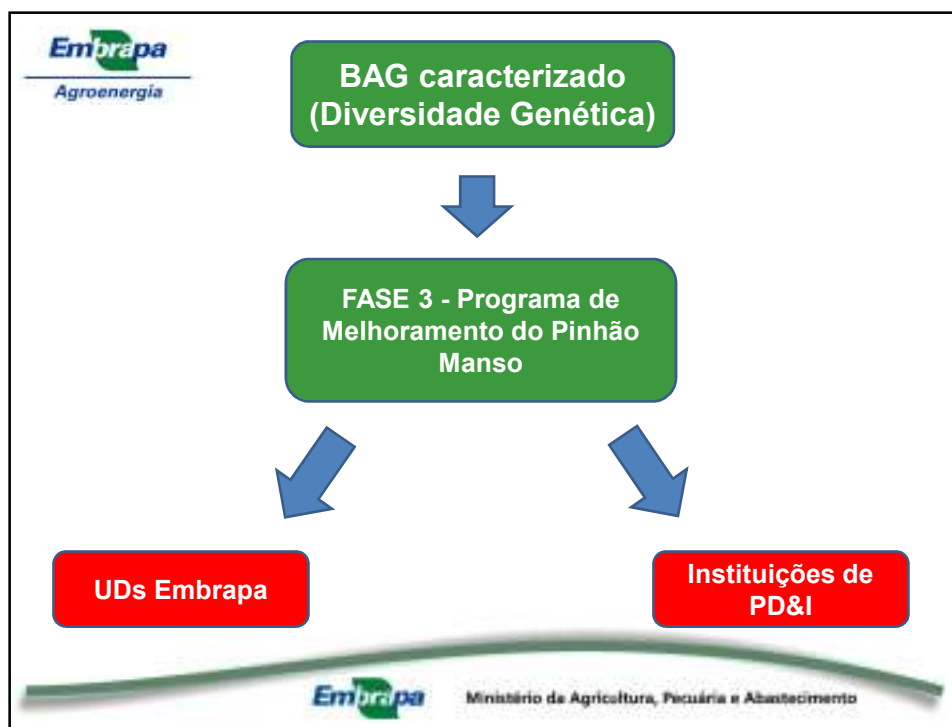 Embrapa
Agroenergia
BAG caracterizado
(Diversidade Genética)
FASE 3 - Programa de
Melhoramento do Pinhão
Manso
UDs Embrapa
Instituições de
PD&I
Embrapa
Ministério da Agricultura, Pecuária e Abastecimento